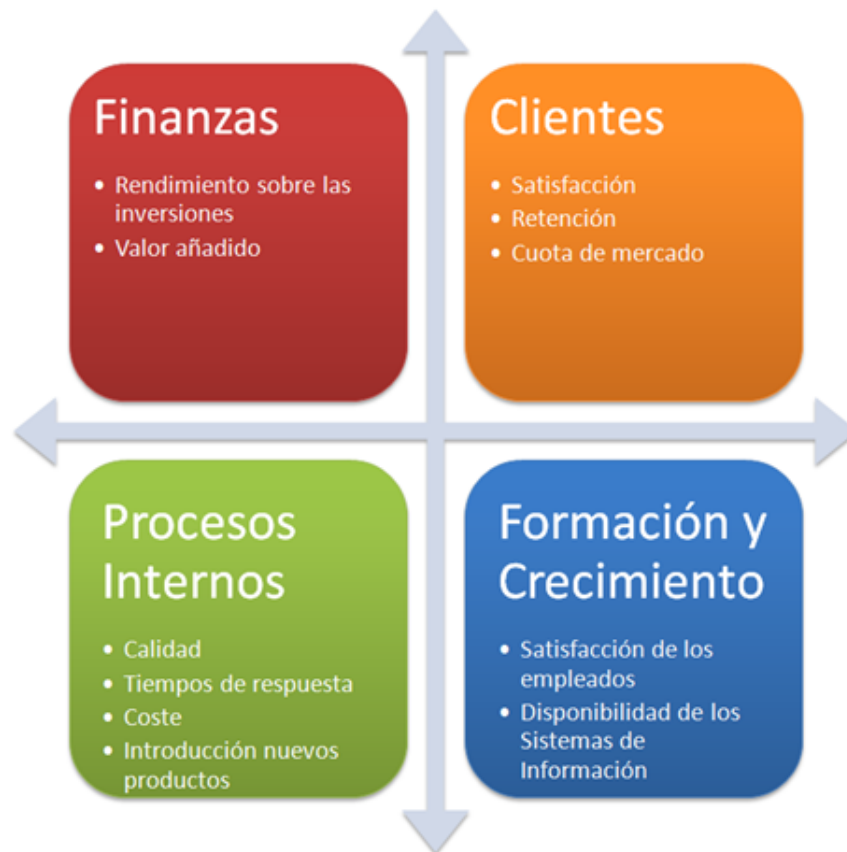 Finanzas
• Rendimiento sobre las
inversiones
• Valor añadido
Clientes
• Satisfacción
• Retención
• Cuota de mercado
Procesos
Internos
• Calidad
• Tiempos de respuesta
• Coste
• Introducción nuevos
productos
Formación y
Crecimiento
• Satisfacción de los
empleados
• Disponibilidad de los
Sistemas de
Información